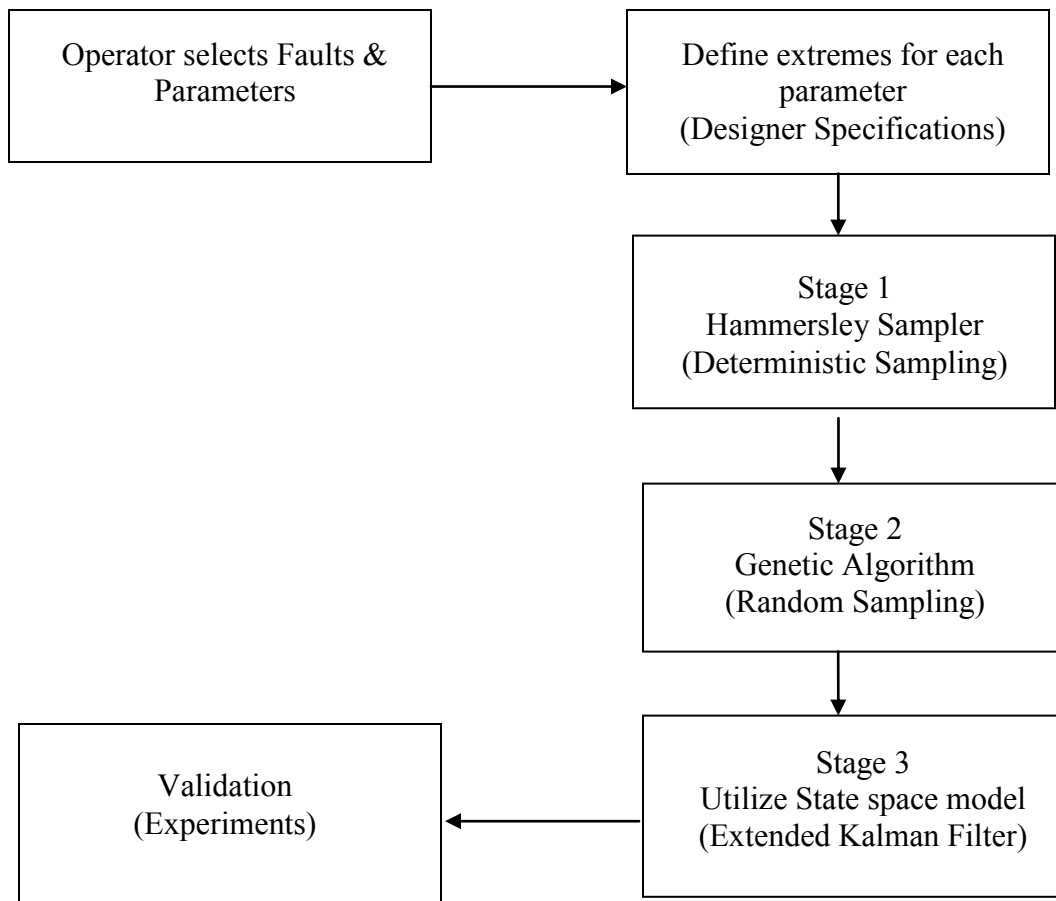 Operator selects Faults &
Parameters
Define extremes for each
parameter
(Designer Specifications)
Stage 1
Hammersley Sampler
(Deterministic Sampling)
Stage 2
Genetic Algorithm
(Random Sampling)
Stage 3
Utilize State space model
(Extended Kalman Filter)
Validation
(Experiments)